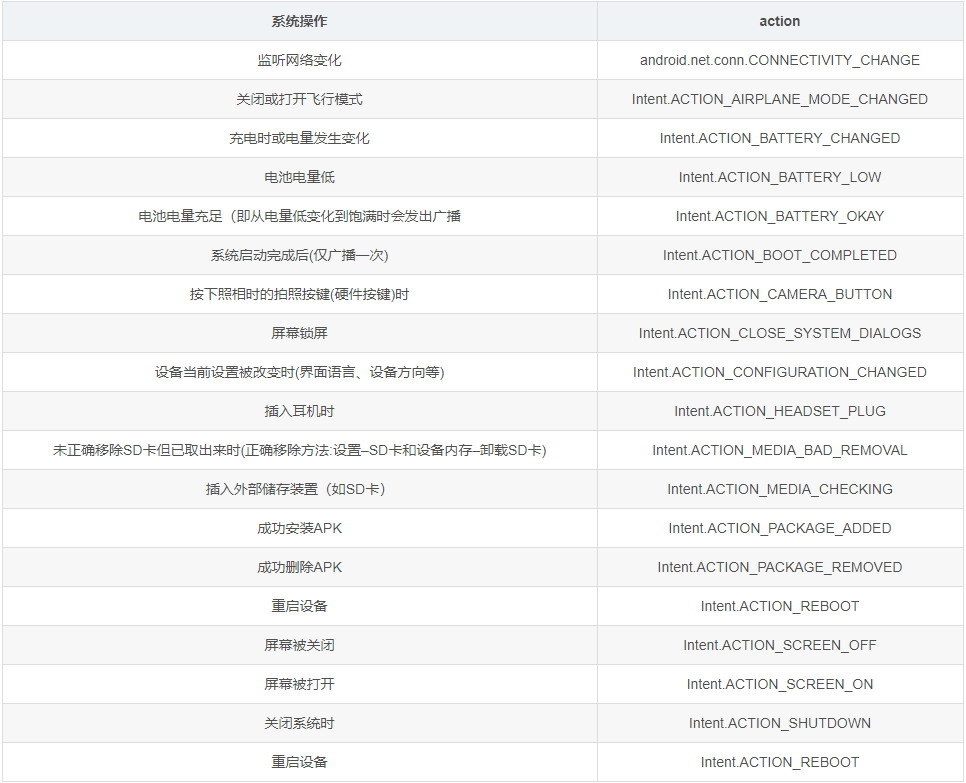 系统操作 action
监听网络变化 android.net.conn.CONNECTIVITY_CHANGE
关闭或打开飞行模式 Intent.ACTION_AIRPLANE_MODE_CHANGED
充电时或电量发生变化 Intent.ACTION_BATTERY_CHANGED
电池电量低 Intent.ACTION_BATTERY_LOW
电池电量充足（即从电量低变化到饱满时会发出广播 Intent.ACTION_BATTERY_OKAY
系统启动完成后(仅广播一次) Intent.ACTION_BOOT_COMPLETED
按下照相时的拍照按键(硬件按键)时 Intent.ACTION_CAMERA_BUTTON
屏幕锁屏 Intent.ACTION_CLOSE_SYSTEM_DIALOGS
设备当前设置被改变时(界面语言、设备方向等) Intent.ACTION_CONFIGURATION_CHANGED
插入耳机时 Intent.ACTION_HEADSET_PLUG
未正确移除SD卡但已取出来时(正确移除方法:设置–SD卡和设备内存–卸载SD卡) Intent.ACTION_MEDIA_BAD_REMOVAL
插入外部储存装置（如SD卡） Intent.ACTION_MEDIA_CHECKING
成功安装APK Intent.ACTION_PACKAGE_ADDED
成功删除APK Intent.ACTION_PACKAGE_REMOVED
重启设备 Intent.ACTION_REBOOT
屏幕被关闭 Intent.ACTION_SCREEN_OFF
屏幕被打开 Intent.ACTION_SCREEN_ON
关闭系统时 Intent.ACTION_SHUTDOWN
重启设备 Intent.ACTION_REBOOT